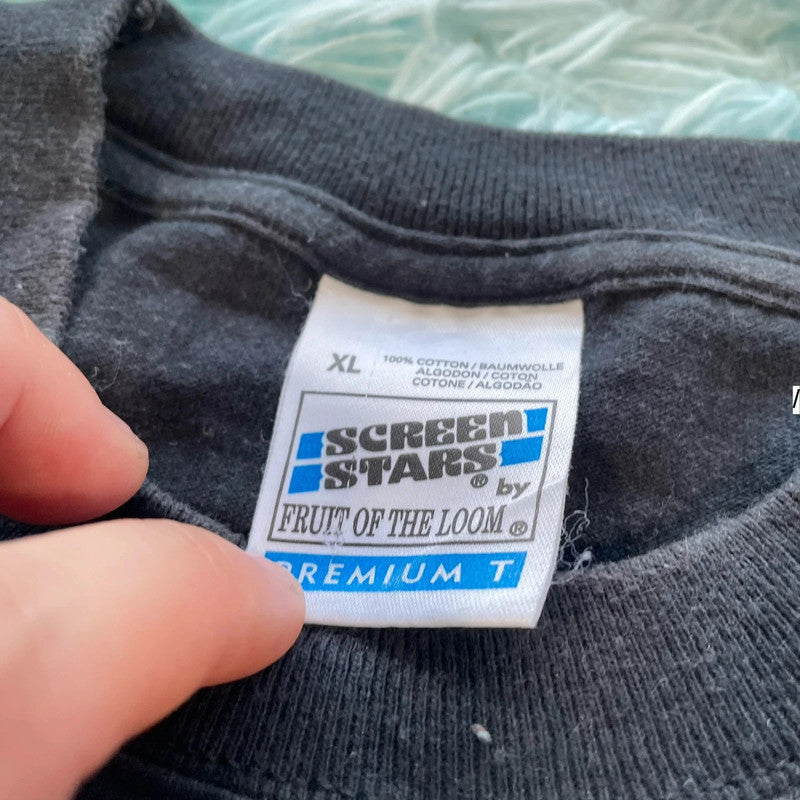 XL
100% COTTON / BAUMWOLLE
ALGODON / COTON
COTONE / ALGODÃO
SCREEN
STARS® by
FRUIT OF THE LOOM®
PREMIUM T